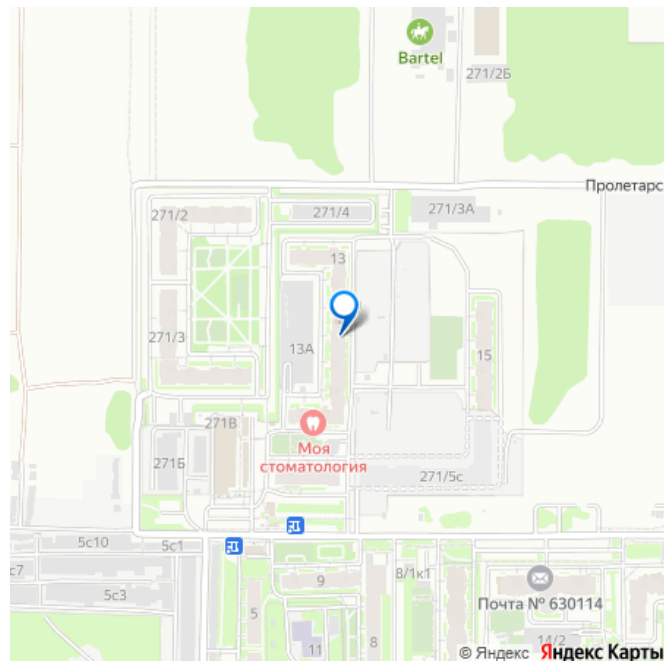 Bartel
271/2Б
Пролетарс
271/2
271/4
271/3А
13
271/3
13А
15
271В
Моя
стоматология
271Б
271/5с
5с10
5с1
с7
9
8/1к1
5с3
5
Почта № 630114
11
8
14/2
© Яндекс Яндекс Карты